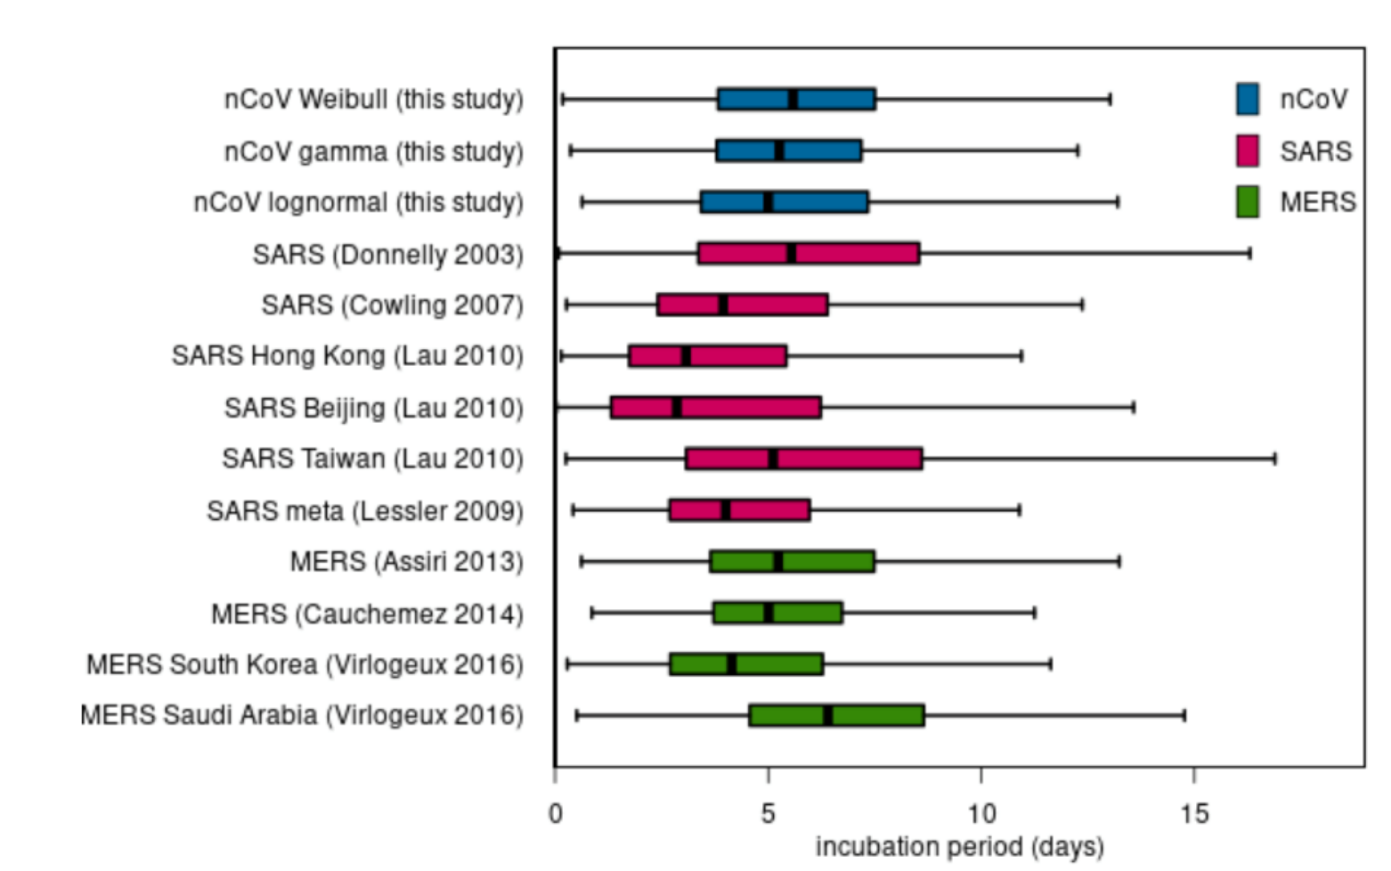 nCoV Weibull (this study)
nCoV gamma (this study)
nCoV lognormal (this study)
SARS (Donnelly 2003)
SARS (Cowling 2007)
SARS Hong Kong (Lau 2010)
SARS Beijing (Lau 2010)
SARS Taiwan (Lau 2010)
SARS meta (Lessler 2009)
MERS (Assiri 2013)
MERS (Cauchemez 2014)
MERS South Korea (Virlogeux 2016)
MERS Saudi Arabia (Virlogeux 2016)
nCoV
SARS
MERS
0 5 10 15
incubation period (days)